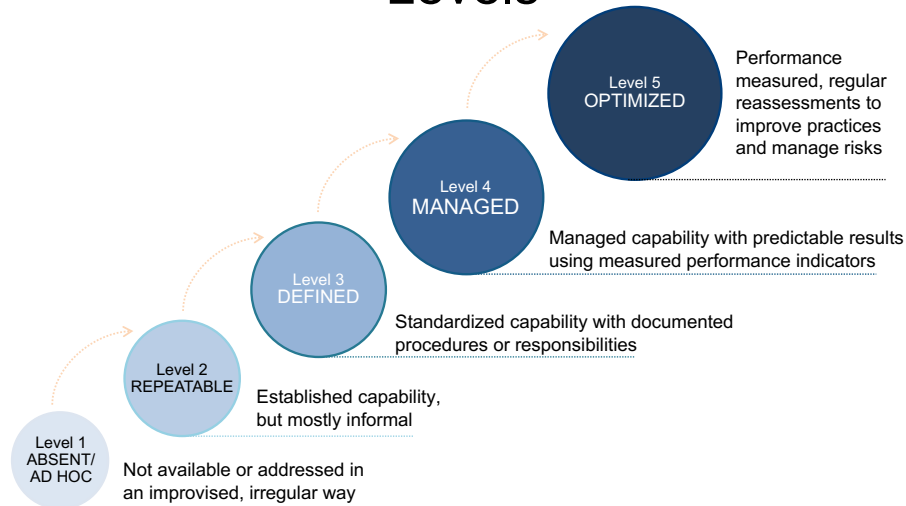 Levels
Level 5
OPTIMIZED
Performance
measured, regular
reassessments to
improve practices
and manage risks
Level 4
MANAGED
Managed capability with predictable results
using measured performance indicators
Level 3
DEFINED
Standardized capability with documented
procedures or responsibilities
Level 2
REPEATABLE
Established capability,
but mostly informal
Level 1
ABSENT/
AD HOC
Not available or addressed in
an improvised, irregular way